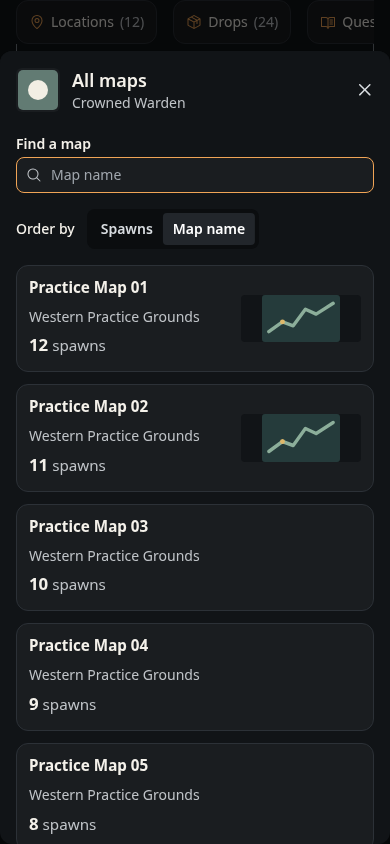 Locations (12)
Drops (24)
Ques
All maps
Crowned Warden
Find a map
Map name
Order by
Spawns
Map name
Practice Map 01
Western Practice Grounds
12 spawns
Practice Map 02
Western Practice Grounds
11 spawns
Practice Map 03
Western Practice Grounds
10 spawns
Practice Map 04
Western Practice Grounds
9 spawns
Practice Map 05
Western Practice Grounds
8 spawns